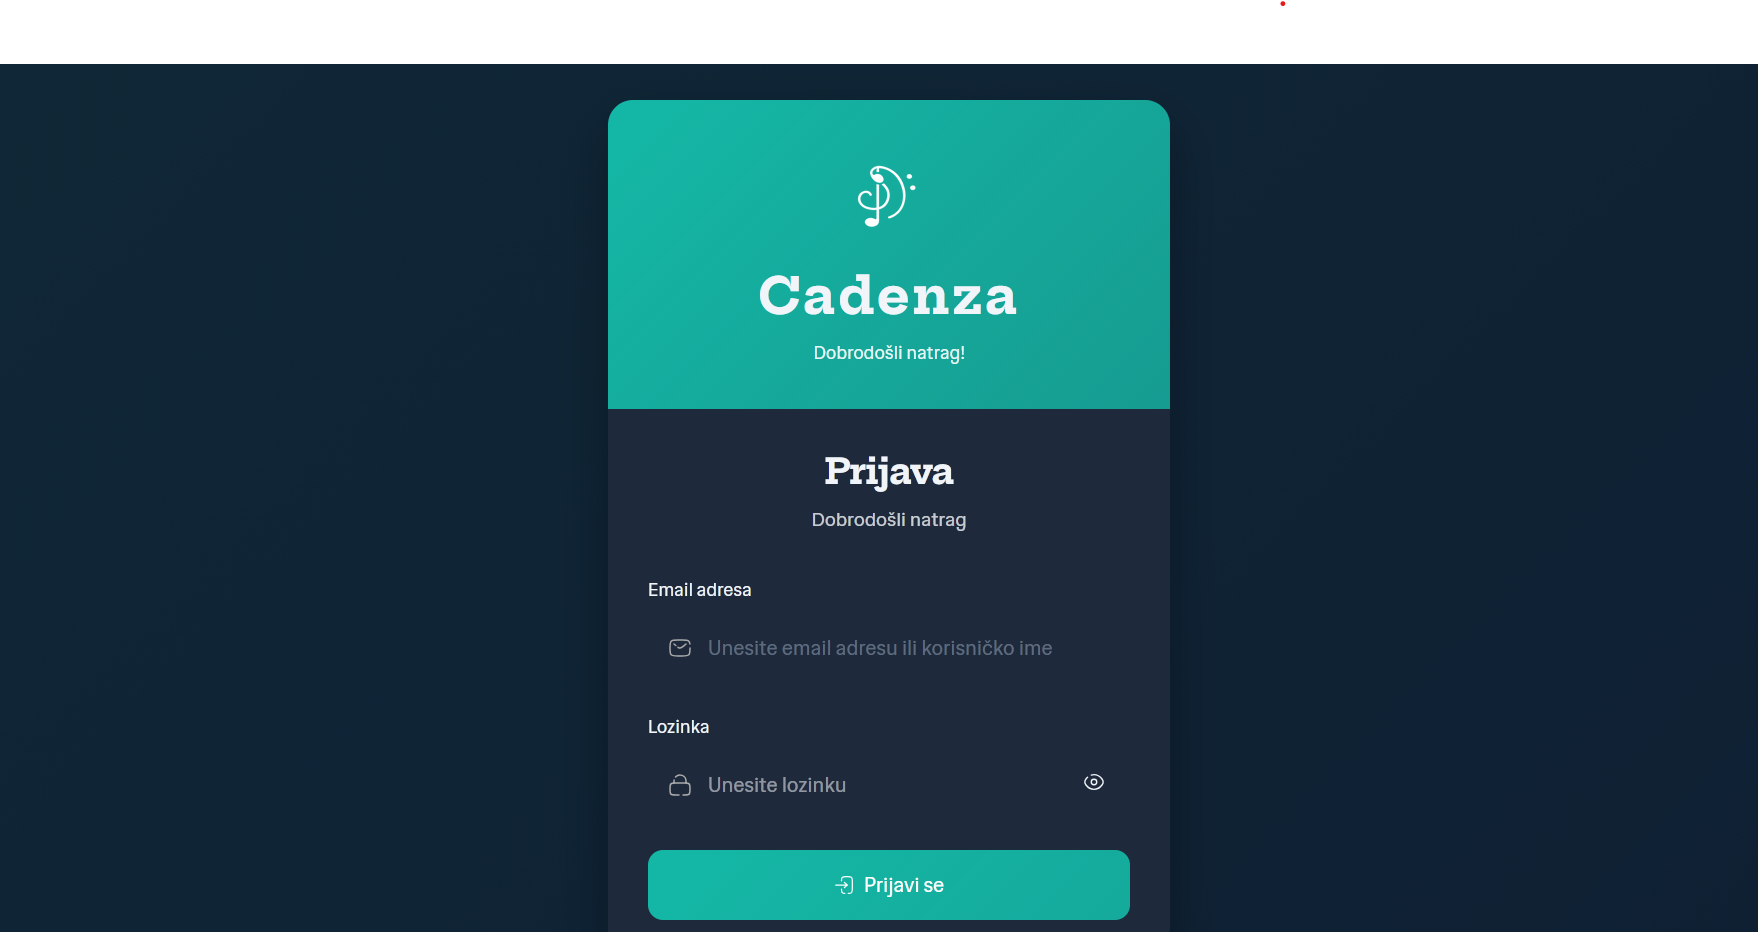 Cadenza
Dobrodošli natrag!
Prijava
Dobrodošli natrag
Email adresa
Unesite email adresu ili korisničko ime
Lozinka
Unesite lozinku
Prijavi se